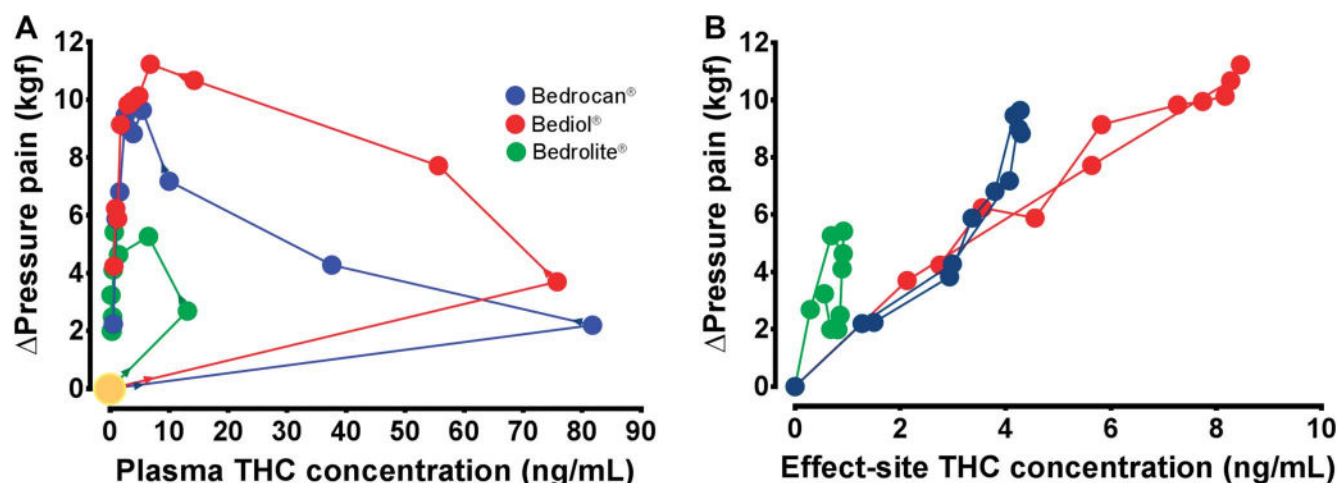 A
ΔPressure pain (kgf)
12
10
8
6
4
2
0
0 10 20 30 40 50 60 70 80 90
Plasma THC concentration (ng/mL)
Bedrocan®
Bediol®
Bedrolite®
B
ΔPressure pain (kgf)
12
10
8
6
4
2
0
0 2 4 6 8 10
Effect-site THC concentration (ng/mL)